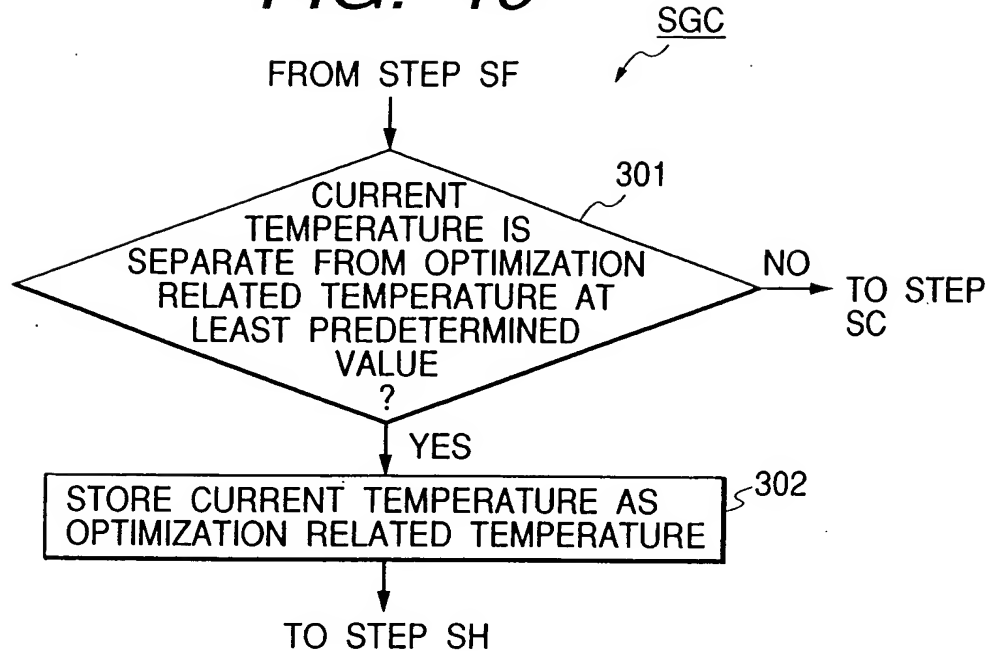 SGC
FROM STEP SF
301
CURRENT
TEMPERATURE IS
SEPARATE FROM OPTIMIZATION
RELATED TEMPERATURE AT
LEAST PREDETERMINED
VALUE
?
NO
TO STEP
SC
YES
302
STORE CURRENT TEMPERATURE AS
OPTIMIZATION RELATED TEMPERATURE
TO STEP SH